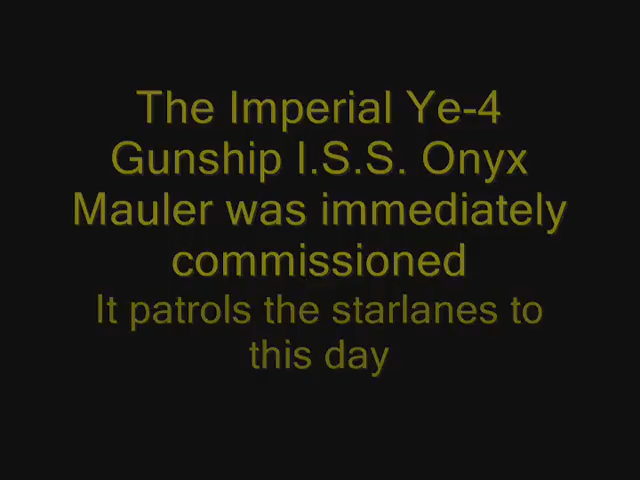 The Imperial Ye-4
Gunship I.S.S. Onyx
Mauler was immediately
commissioned
It patrols the starlanes to
this day